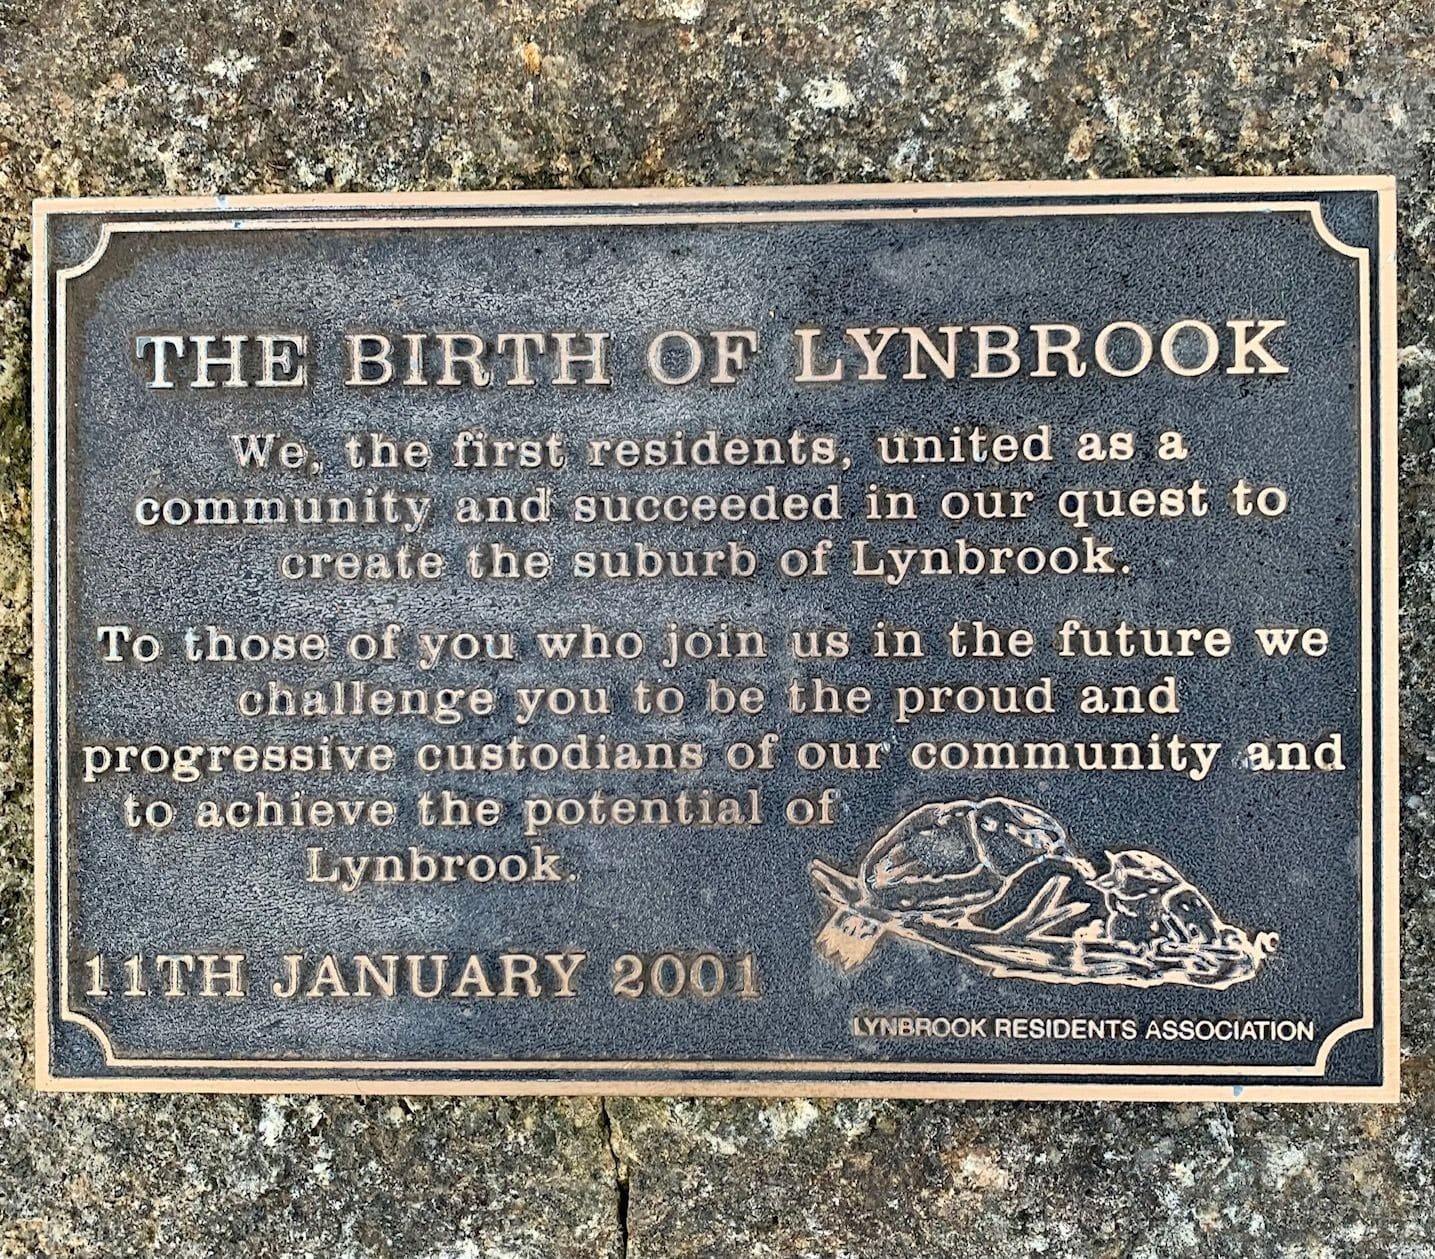 THE BIRTH OF LYNBROOK
We, the first residents, united as a
community and succeeded in our quest to
create the suburb of Lynbrook.
To those of you who join us in the future we
challenge you to be the proud and
progressive custodians of our community and
to achieve the potential of
Lynbrook.
11TH JANUARY 2001
LYNBROOK RESIDENTS ASSOCIATION